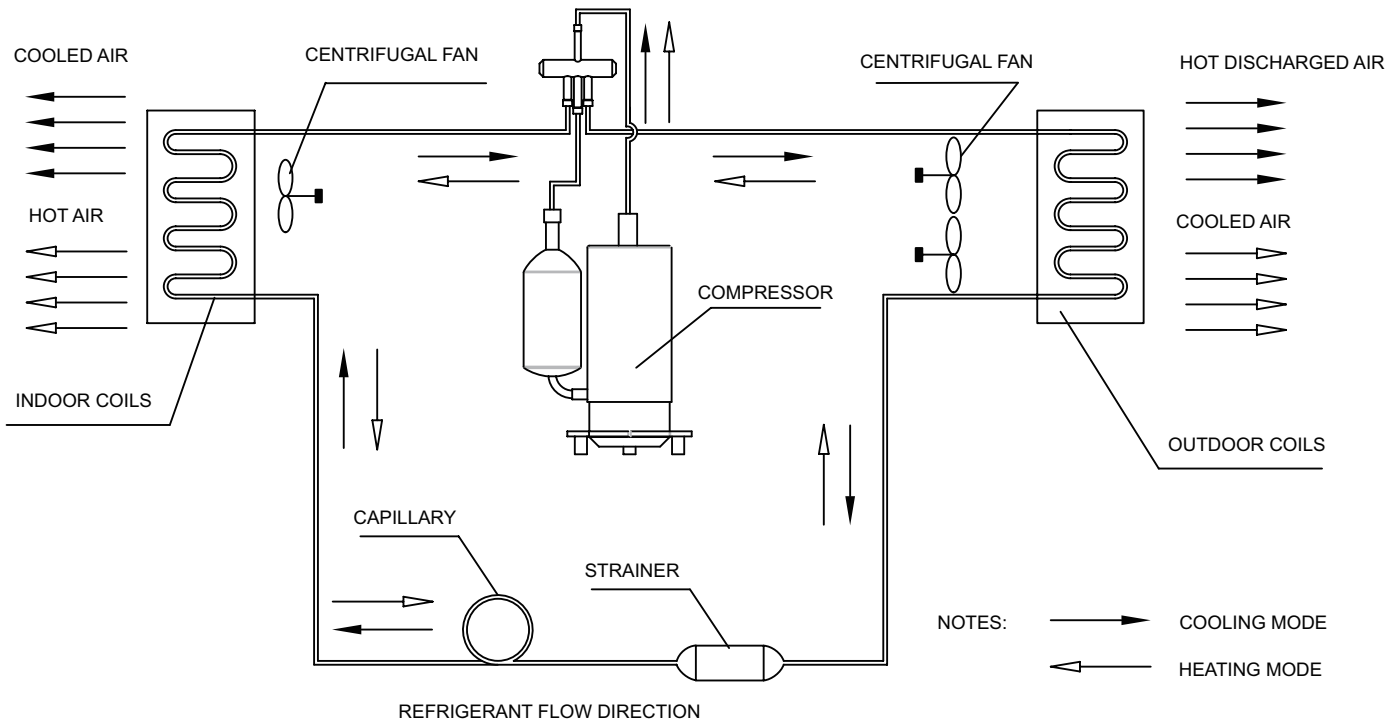 COOLED AIR
CENTRIFUGAL FAN
CENTRIFUGAL FAN
HOT DISCHARGED AIR
HOT AIR
COOLED AIR
COMPRESSOR
INDOOR COILS
OUTDOOR COILS
CAPILLARY
STRAINER
NOTES:
COOLING MODE
HEATING MODE
REFRIGERANT FLOW DIRECTION